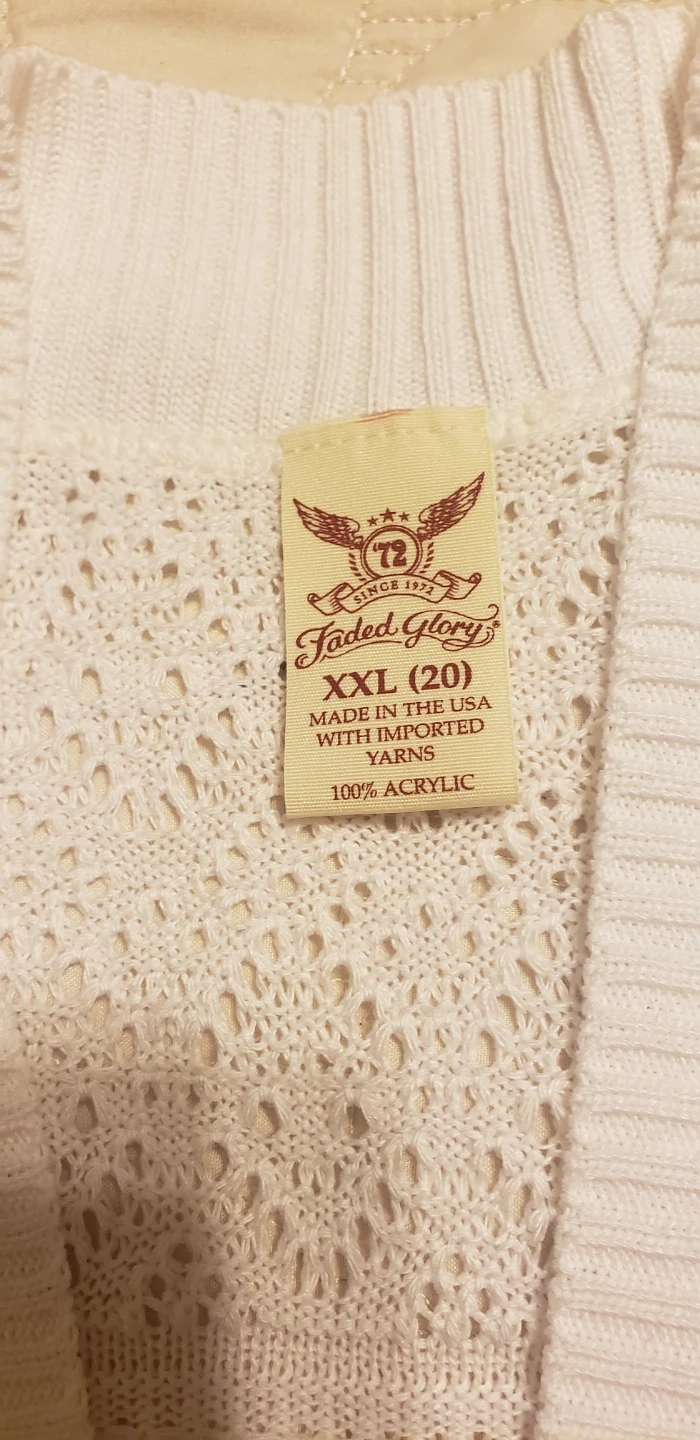 '72
SINCE 1972
Faded Glory®
XXL (20)
MADE IN THE USA
WITH IMPORTED
YARNS
100% ACRYLIC